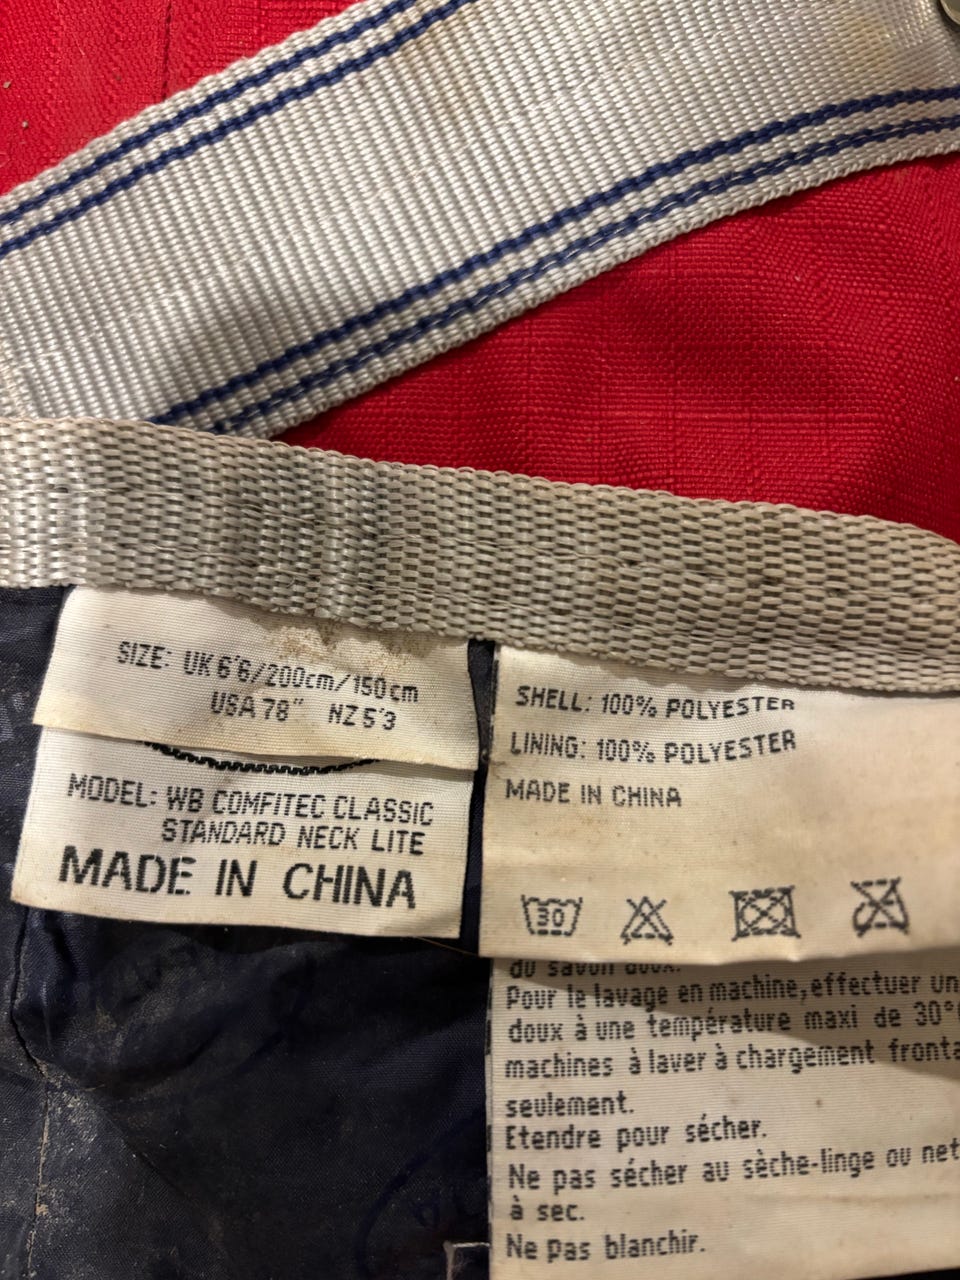 SIZE: UK 6'6/200cm/150cm
USA 78" NZ 5'3
MODEL: WB COMFITEC CLASSIC
STANDARD NECK LITE
MADE IN CHINA
SHELL: 100% POLYESTER
LINING: 100% POLYESTER
MADE IN CHINA
30
du savon doux.
Pour le lavage en machine, effectuer un
doux à une température maxi de 30°
machines à laver à chargement fronta
seulement.
Etendre pour sécher.
Ne pas sécher au sèche-linge ou net
à sec.
Ne pas blanchir.